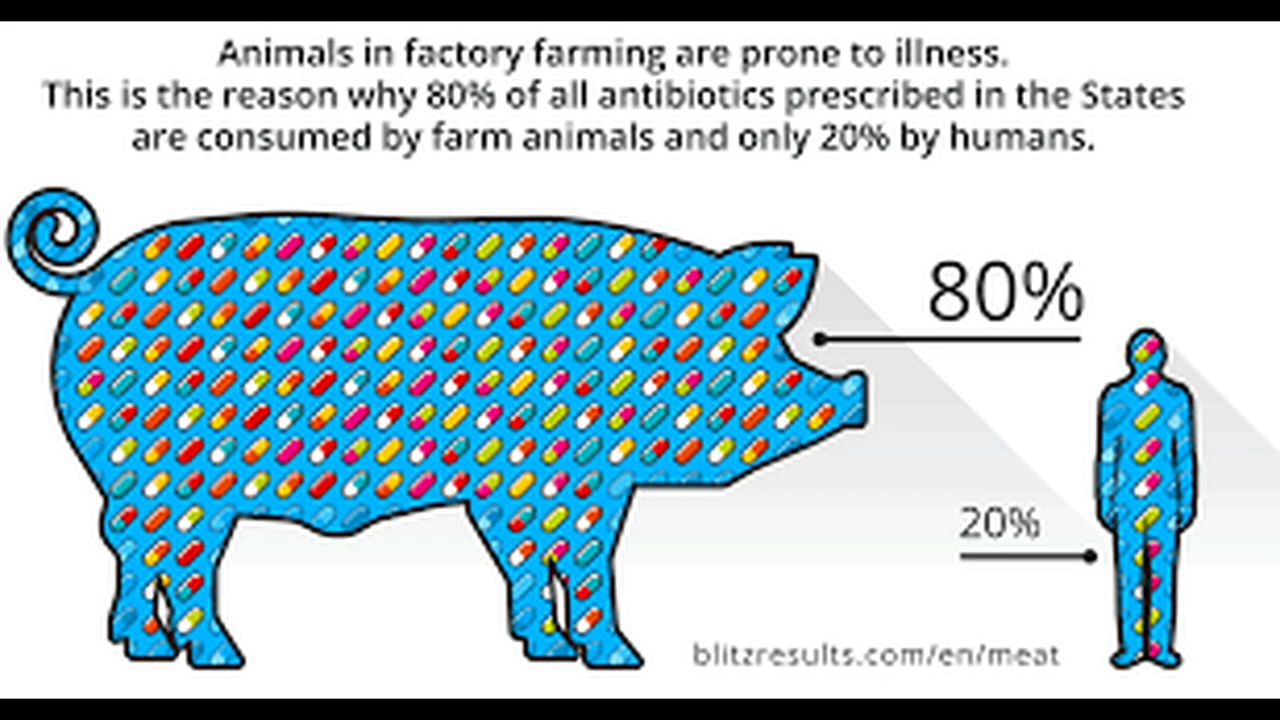 Animals in factory farming are prone to illness.
This is the reason why 80% of all antibiotics prescribed in the States
are consumed by farm animals and only 20% by humans.
80%
20%
blitzresults.com/en/meat